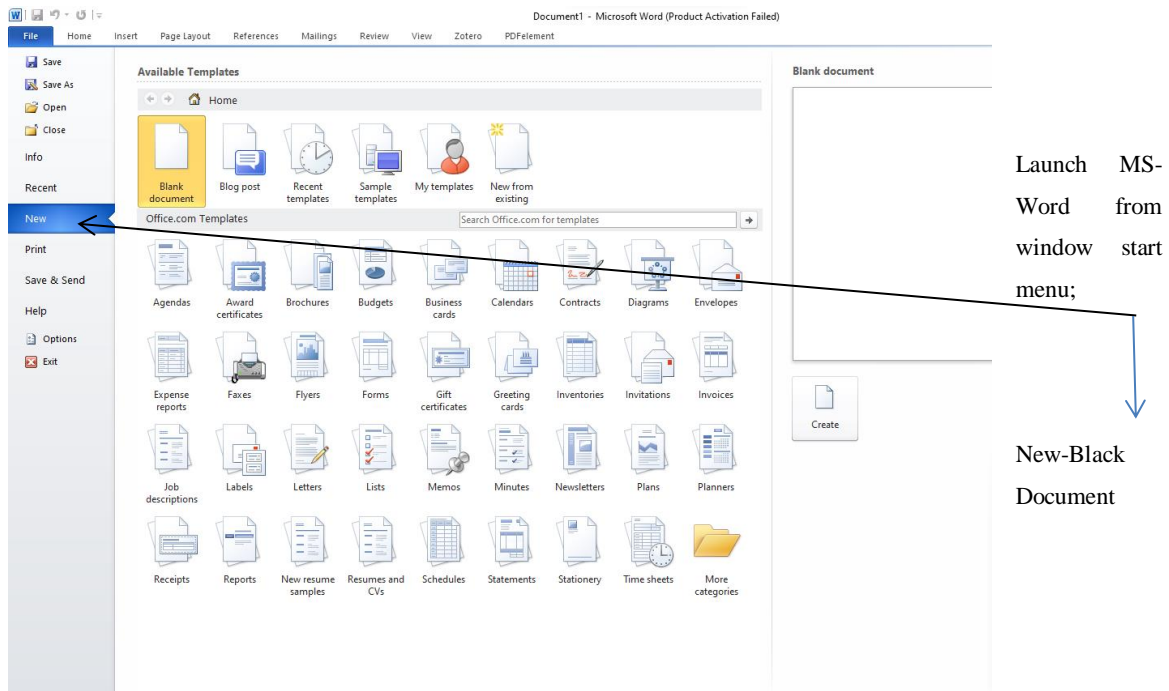 Document1 - Microsoft Word (Product Activation Failed)
File Home Insert Page Layout References Mailings Review View Zotero PDFelement
Save
Save As
Open
Close
Info
Recent
New
Print
Save & Send
Help
Options
Exit
Available Templates
Home
Blank document
Blog post
Recent templates
Sample templates
My templates
New from existing
Office.com Templates
Search Office.com for templates
Agendas
Award certificates
Brochures
Budgets
Business cards
Calendars
Contracts
Diagrams
Envelopes
Expense reports
Faxes
Flyers
Forms
Gift certificates
Greeting cards
Inventories
Invitations
Invoices
Job descriptions
Labels
Letters
Lists
Memos
Minutes
Newsletters
Plans
Planners
Receipts
Reports
New resume samples
Resumes and CVs
Schedules
Statements
Stationery
Time sheets
More categories
Blank document
Create
Launch MS-
Word from
window start
menu;
New-Black
Document